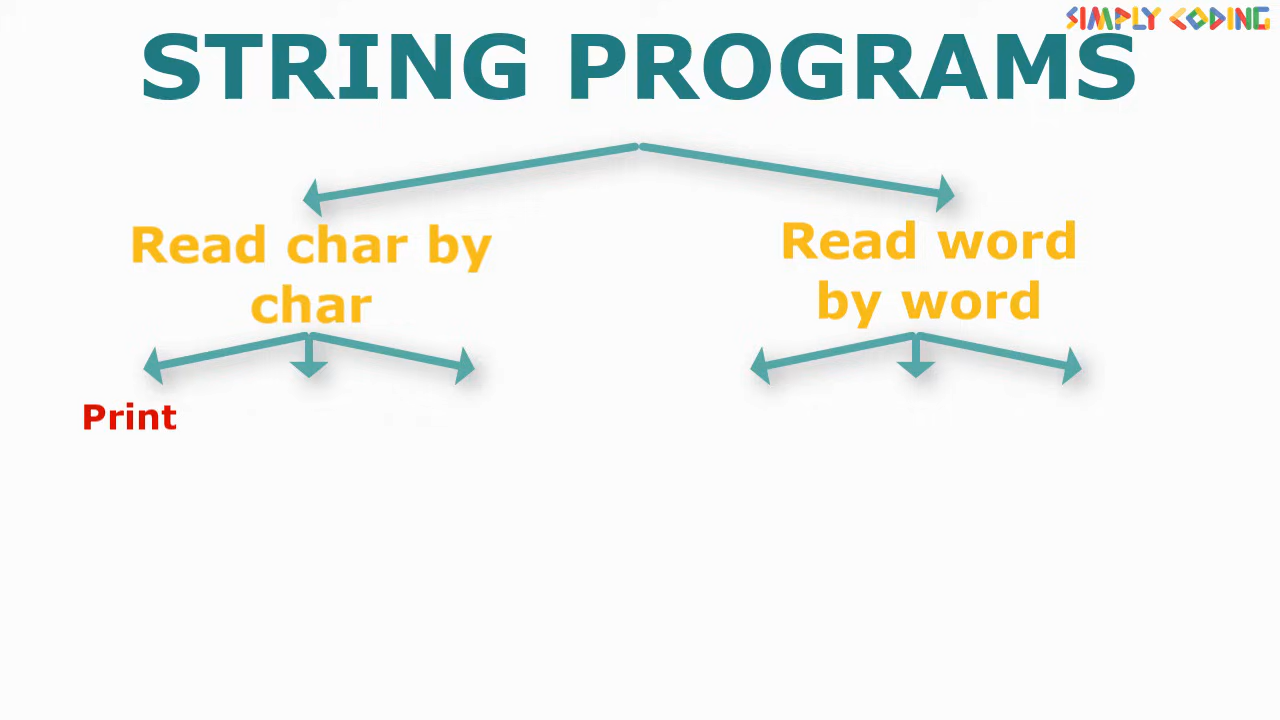 SIMPLY CODING
STRING PROGRAMS
Read char by
char
Read word
by word
Print